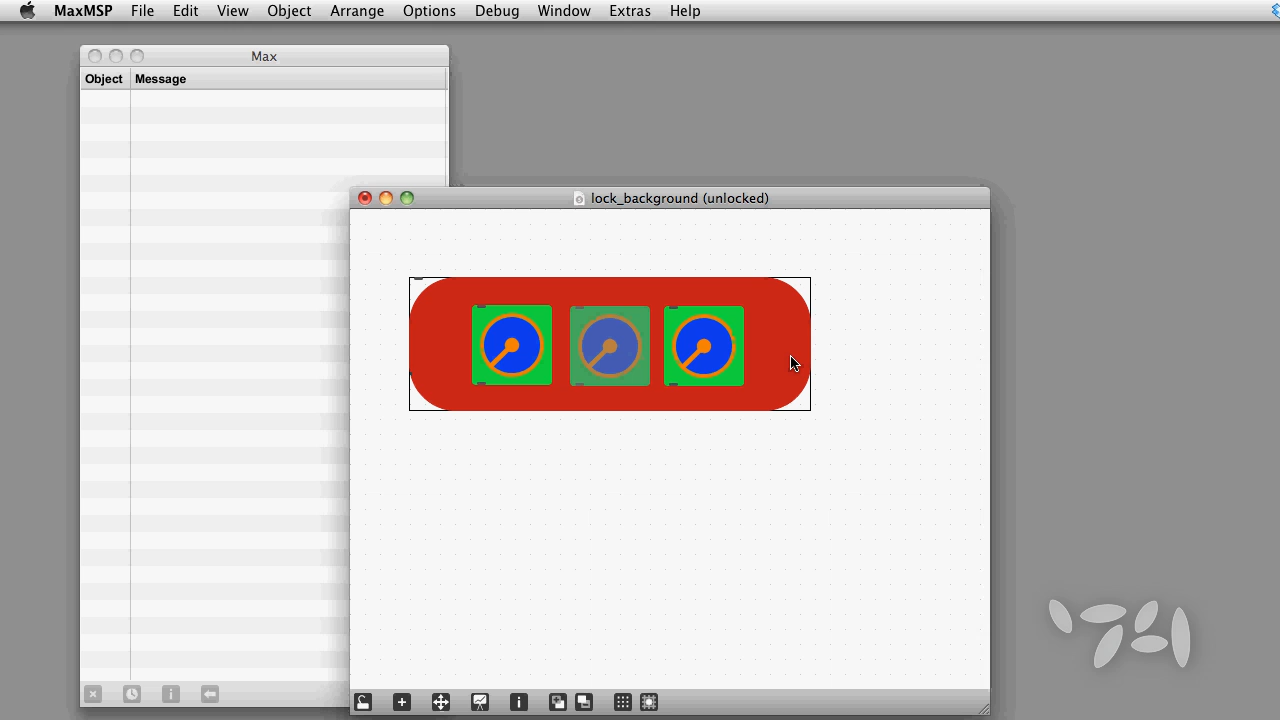 MaxMSP File Edit View Object Arrange Options Debug Window Extras Help
Max
Object Message
lock_background (unlocked)